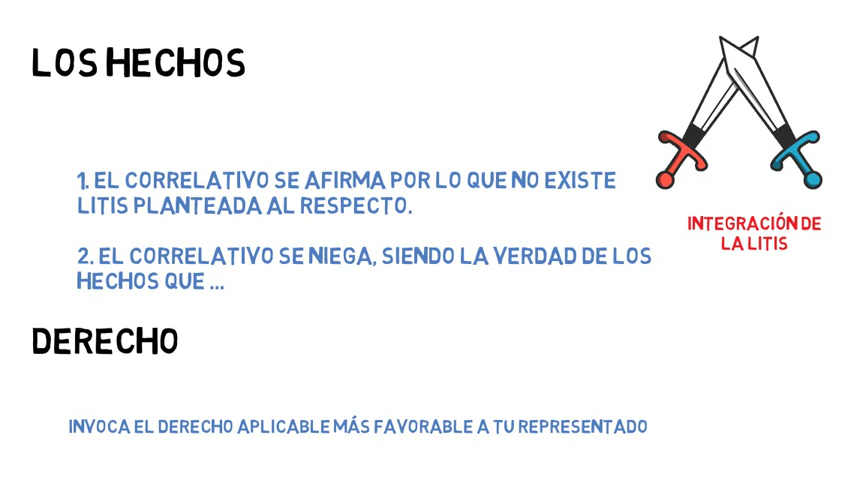 LOS HECHOS
1. EL CORRELATIVO SE AFIRMA POR LO QUE NO EXISTE
LITIS PLANTEADA AL RESPECTO.
INTEGRACIÓN DE
LA LITIS
2. EL CORRELATIVO SE NIEGA, SIENDO LA VERDAD DE LOS
HECHOS QUE ...
DERECHO
INVOCA EL DERECHO APLICABLE MÁS FAVORABLE A TU REPRESENTADO